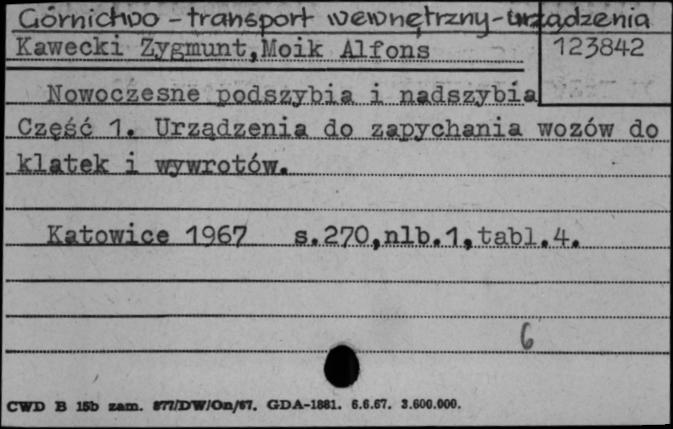 Górnictwo - transport wewnętrzny - urządzenia
Kawecki Zygmunt, Moik Alfons
123842
Nowoczesne podszybia i nadszybia
Część 1. Urządzenia do zapychania wozów do
klatek i wywrotów.
Katowice 1967 s.270,nlb.1,tabl.4.
6
CWD B 15b zam. 877/DW/On/67. GDA-1881. 6.6.67. 3.600.000.